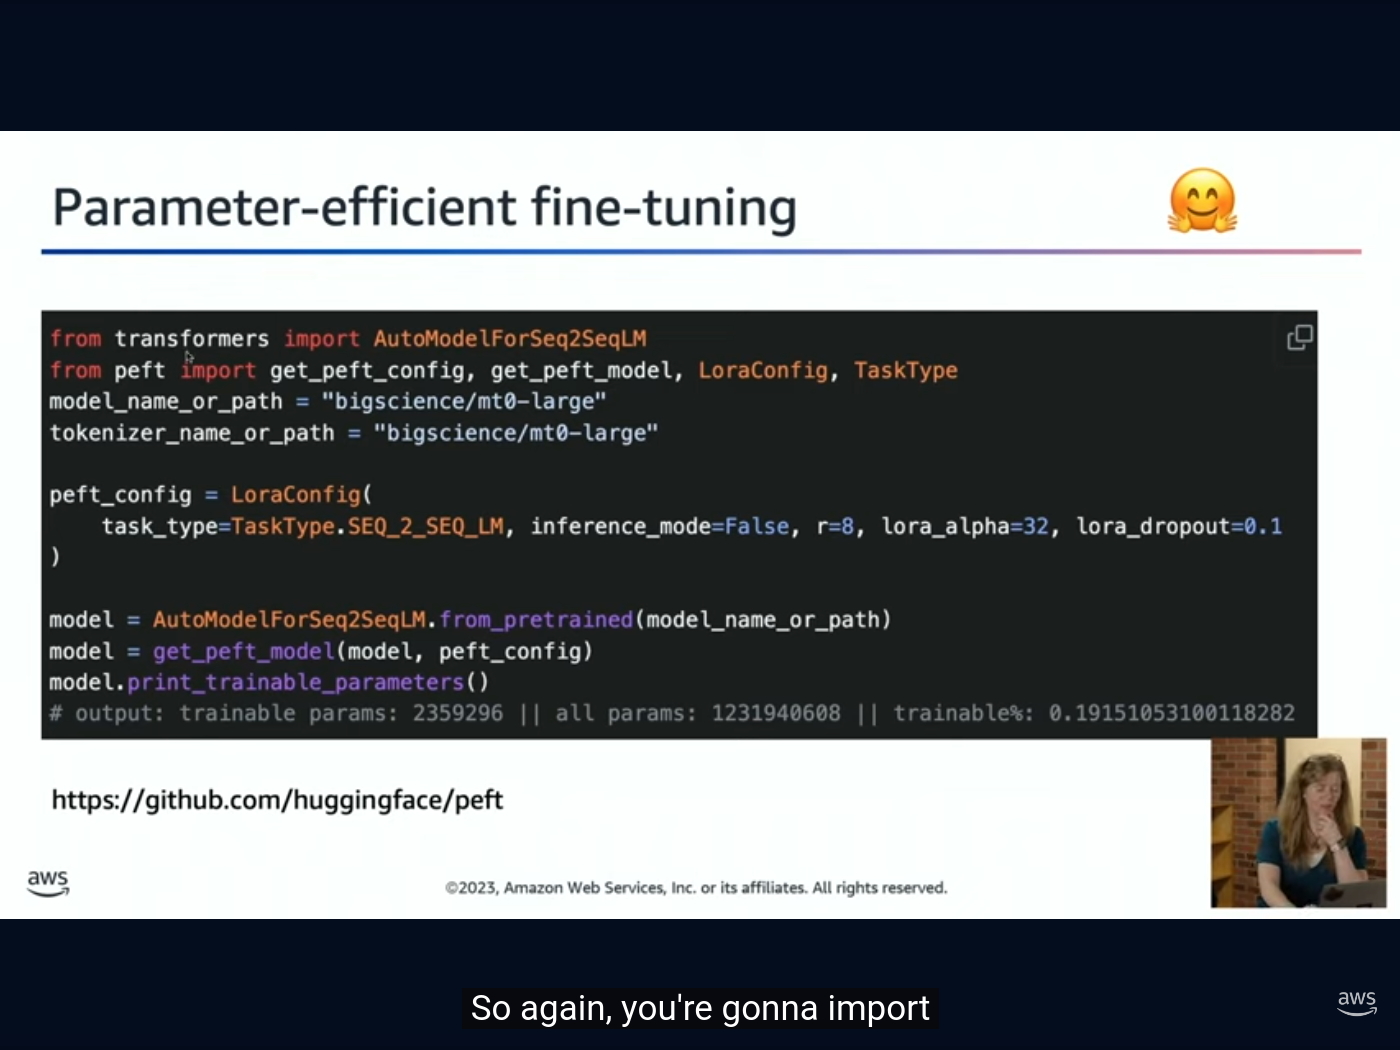 Parameter-efficient fine-tuning
from transformers import AutoModelForSeq2SeqLM
from peft import get_peft_config, get_peft_model, LoraConfig, TaskType
model_name_or_path = "bigscience/mt0-large"
tokenizer_name_or_path = "bigscience/mt0-large"
peft_config = LoraConfig(
    task_type=TaskType.SEQ_2_SEQ_LM, inference_mode=False, r=8, lora_alpha=32, lora_dropout=0.1
)
model = AutoModelForSeq2SeqLM.from_pretrained(model_name_or_path)
model = get_peft_model(model, peft_config)
model.print_trainable_parameters()
# output: trainable params: 2359296 || all params: 1231940608 || trainable%: 0.19151053100118282
https://github.com/huggingface/peft
aws
©2023, Amazon Web Services, Inc. or its affiliates. All rights reserved.
So again, you're gonna import
aws